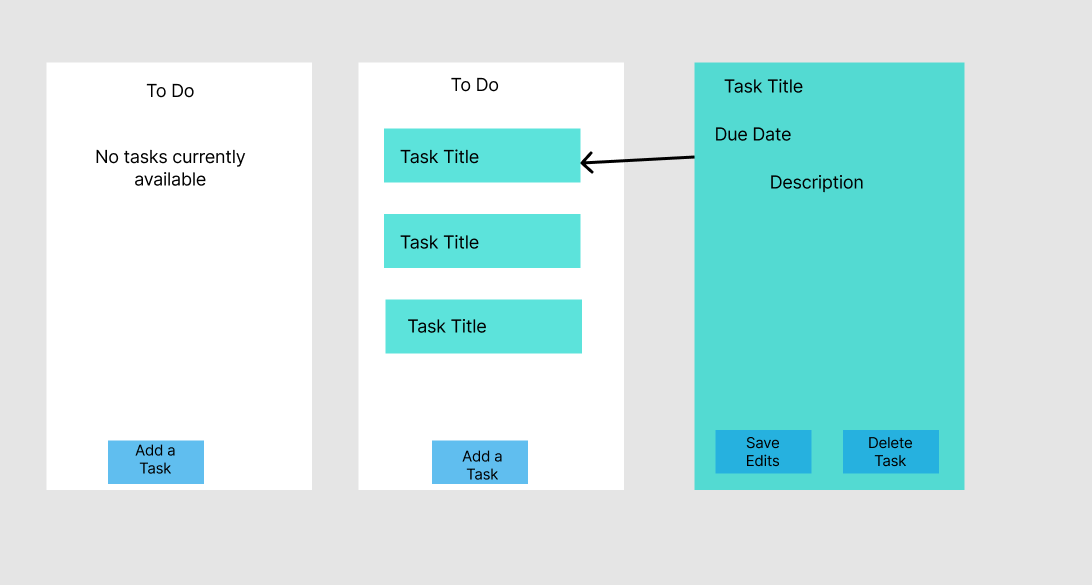 To Do
No tasks currently
available
Add a
Task
To Do
Task Title
Task Title
Task Title
Add a
Task
Task Title
Due Date
Description
Save
Edits
Delete
Task